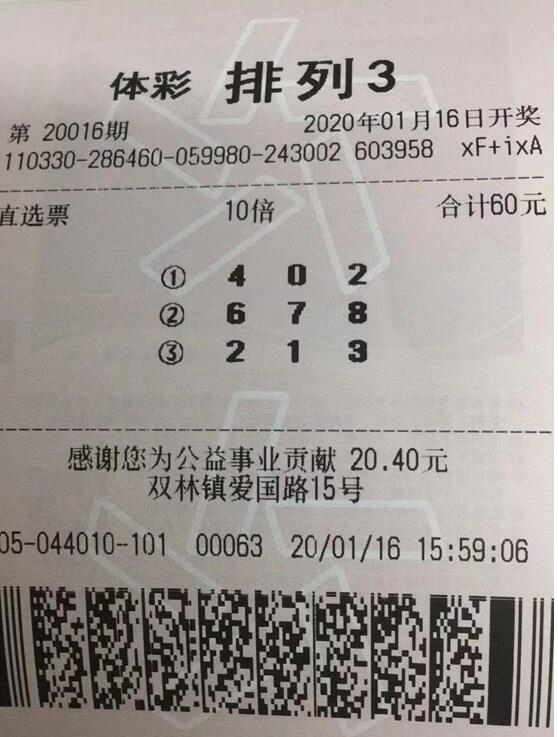 体彩 排列3
第 20016期 2020年01月16日开奖
110330-286460-059980-243002 603958 xF+ixA
直选票 10倍 合计60元
① 4 0 2
② 6 7 8
③ 2 1 3
感谢您为公益事业贡献 20.40元
双林镇爱国路15号
05-044010-101 00063 20/01/16 15:59:06